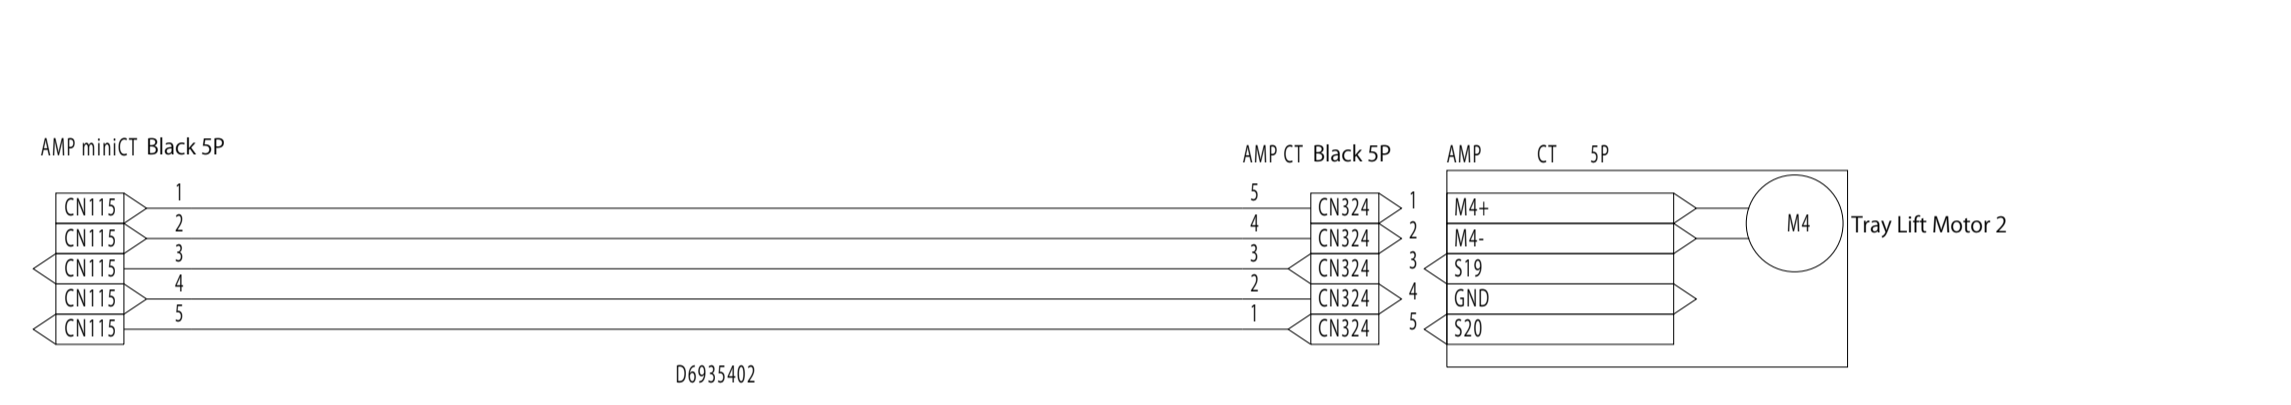 AMP miniCT Black 5P
AMP CT Black 5P
AMP CT 5P
CN115 1 5 CN324 1 M4+
CN115 2 4 CN324 2 M4-
CN115 3 3 CN324 3 S19
CN115 4 2 CN324 4 GND
CN115 5 1 CN324 5 S20
M4 Tray Lift Motor 2
D6935402